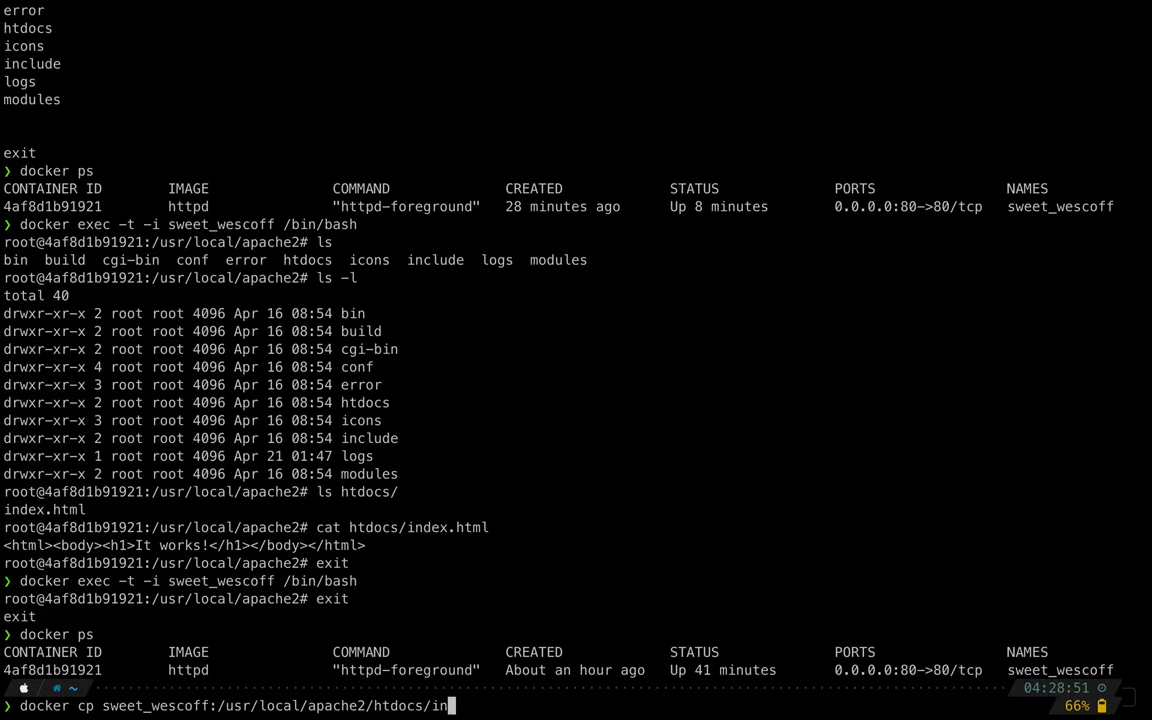 error
htdocs
icons
include
logs
modules
exit
❯ docker ps
CONTAINER ID IMAGE COMMAND CREATED STATUS PORTS NAMES
4af8d1b91921 httpd "httpd-foreground" 28 minutes ago Up 8 minutes 0.0.0.0:80->80/tcp sweet_wescoff
❯ docker exec -t -i sweet_wescoff /bin/bash
root@4af8d1b91921:/usr/local/apache2# ls
bin build cgi-bin conf error htdocs icons include logs modules
root@4af8d1b91921:/usr/local/apache2# ls -l
total 40
drwxr-xr-x 2 root root 4096 Apr 16 08:54 bin
drwxr-xr-x 2 root root 4096 Apr 16 08:54 build
drwxr-xr-x 2 root root 4096 Apr 16 08:54 cgi-bin
drwxr-xr-x 4 root root 4096 Apr 16 08:54 conf
drwxr-xr-x 3 root root 4096 Apr 16 08:54 error
drwxr-xr-x 2 root root 4096 Apr 16 08:54 htdocs
drwxr-xr-x 3 root root 4096 Apr 16 08:54 icons
drwxr-xr-x 2 root root 4096 Apr 16 08:54 include
drwxr-xr-x 1 root root 4096 Apr 21 01:47 logs
drwxr-xr-x 2 root root 4096 Apr 16 08:54 modules
root@4af8d1b91921:/usr/local/apache2# ls htdocs/
index.html
root@4af8d1b91921:/usr/local/apache2# cat htdocs/index.html
<html><body><h1>It works!</h1></body></html>
root@4af8d1b91921:/usr/local/apache2# exit
❯ docker exec -t -i sweet_wescoff /bin/bash
root@4af8d1b91921:/usr/local/apache2# exit
exit
❯ docker ps
CONTAINER ID IMAGE COMMAND CREATED STATUS PORTS NAMES
4af8d1b91921 httpd "httpd-foreground" About an hour ago Up 41 minutes 0.0.0.0:80->80/tcp sweet_wescoff
~ 04:28:51
❯ docker cp sweet_wescoff:/usr/local/apache2/htdocs/in 66%